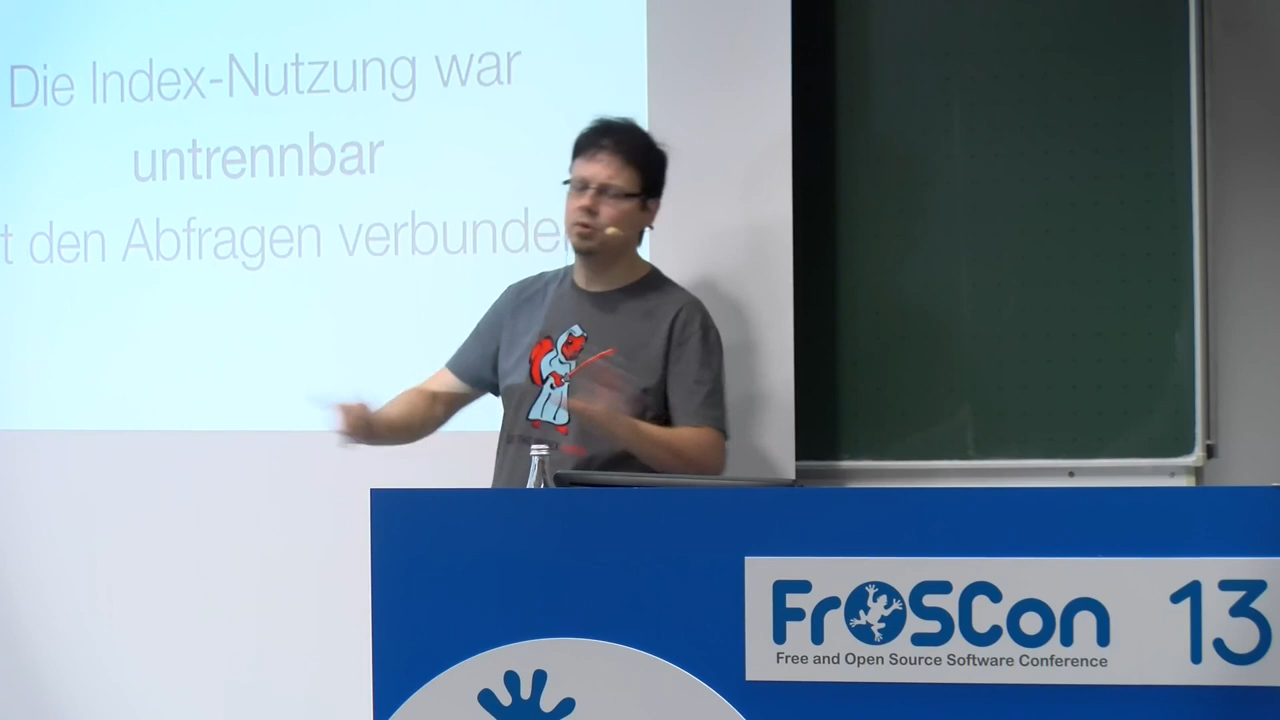 Die Index-Nutzung war
untrennbar
t den Abfragen verbunde
FrOSCon 13
Free and Open Source Software Conference